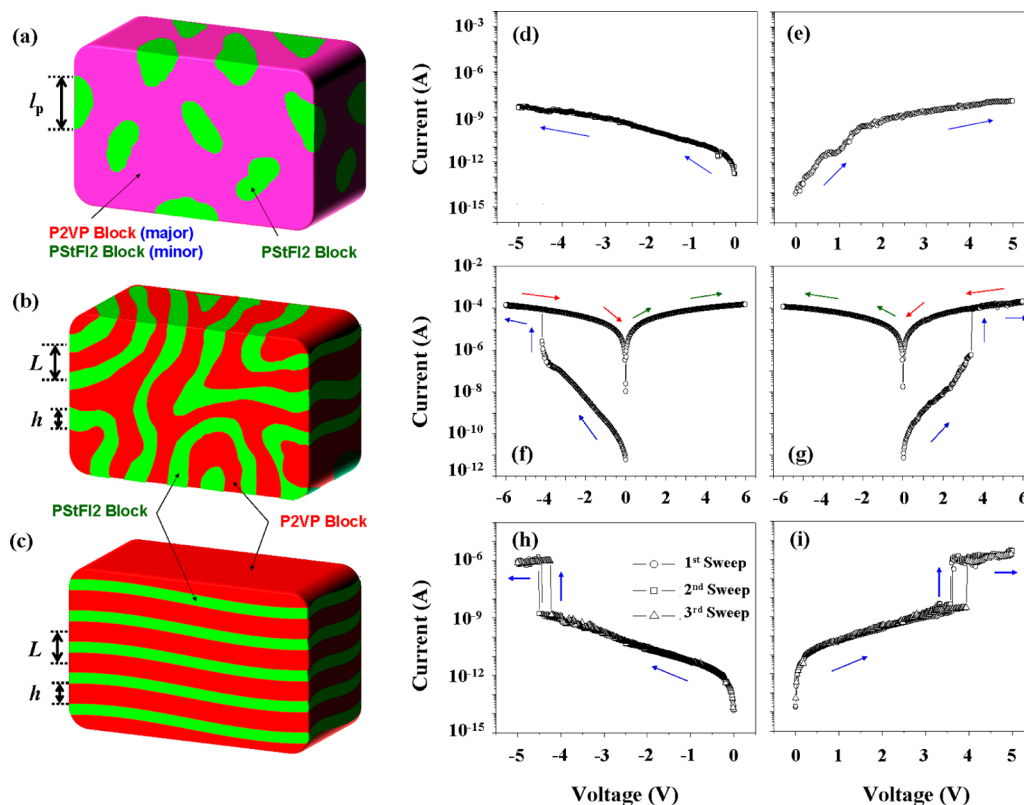 (a)
lp
P2VP Block (major)
PStFl2 Block (minor)
PStFl2 Block
(b)
L
h
PStFl2 Block
P2VP Block
(c)
L
h
(d)
Current (A)
10-3
10-6
10-9
10-12
10-15
-5 -4 -3 -2 -1 0
(e)
0 1 2 3 4 5
Current (A)
10-2
10-4
10-6
10-8
10-10
10-12
(f)
-6 -4 -2 0 2 4 6
(g)
-6 -4 -2 0 2 4 6
(h)
Current (A)
10-3
10-6
10-9
10-12
10-15
1st Sweep
2nd Sweep
3rd Sweep
-5 -4 -3 -2 -1 0
Voltage (V)
(i)
0 1 2 3 4 5
Voltage (V)